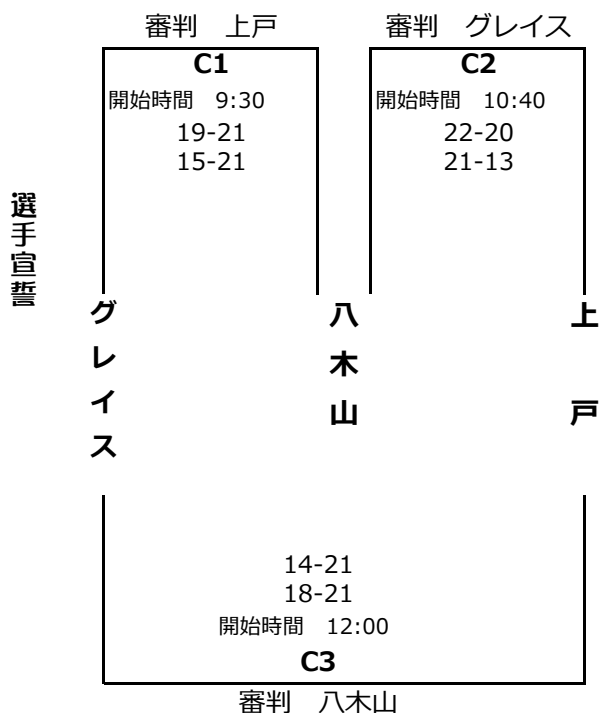 審判　上戸
審判　グレイス
C1
C2
開始時間　9:30
開始時間　10:40
19-21
22-20
15-21
21-13
選手宣誓
グレイス
八木山
上戸
14-21
18-21
開始時間　12:00
C3
審判　八木山